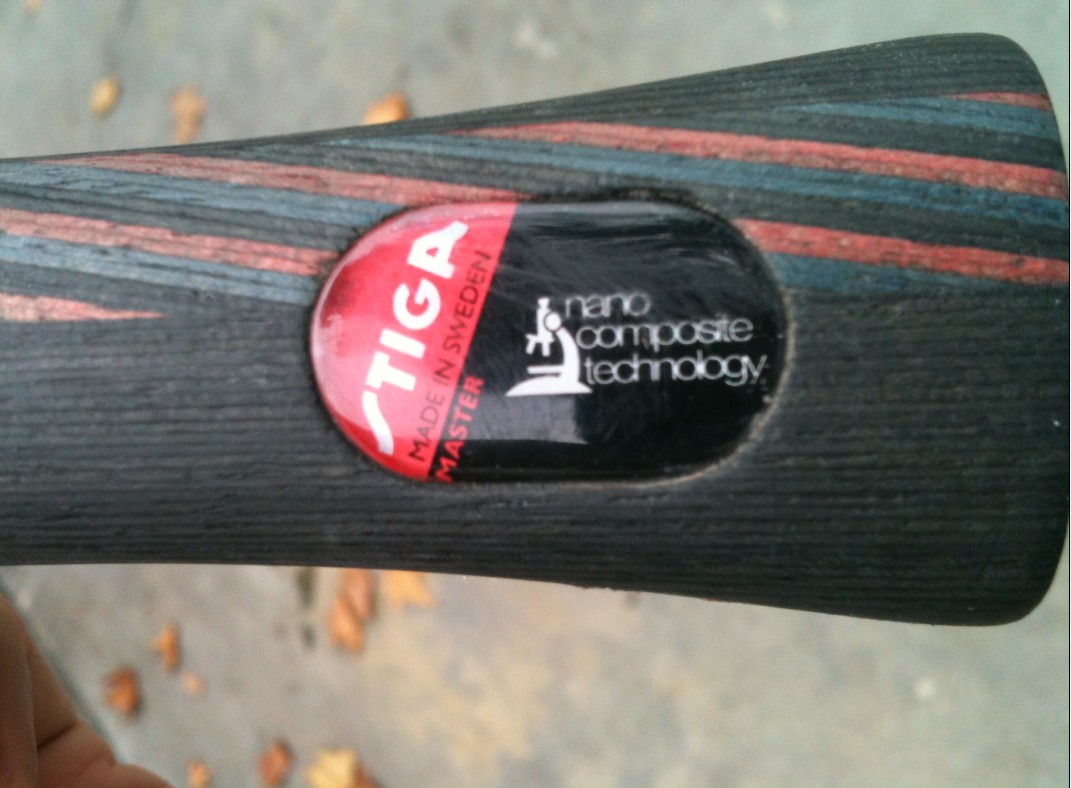 STIGA
MADE IN SWEDEN
MASTER
nano
composite
technology